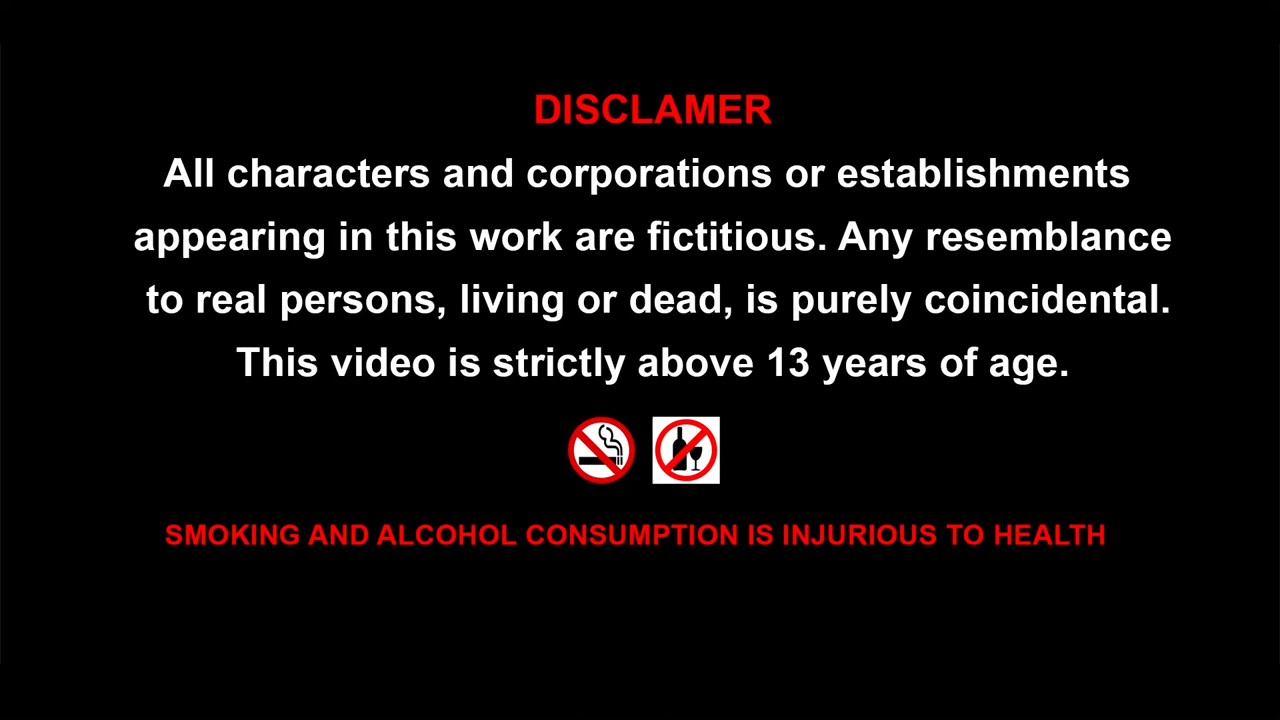 DISCLAMER
All characters and corporations or establishments
appearing in this work are fictitious. Any resemblance
to real persons, living or dead, is purely coincidental.
This video is strictly above 13 years of age.
SMOKING AND ALCOHOL CONSUMPTION IS INJURIOUS TO HEALTH